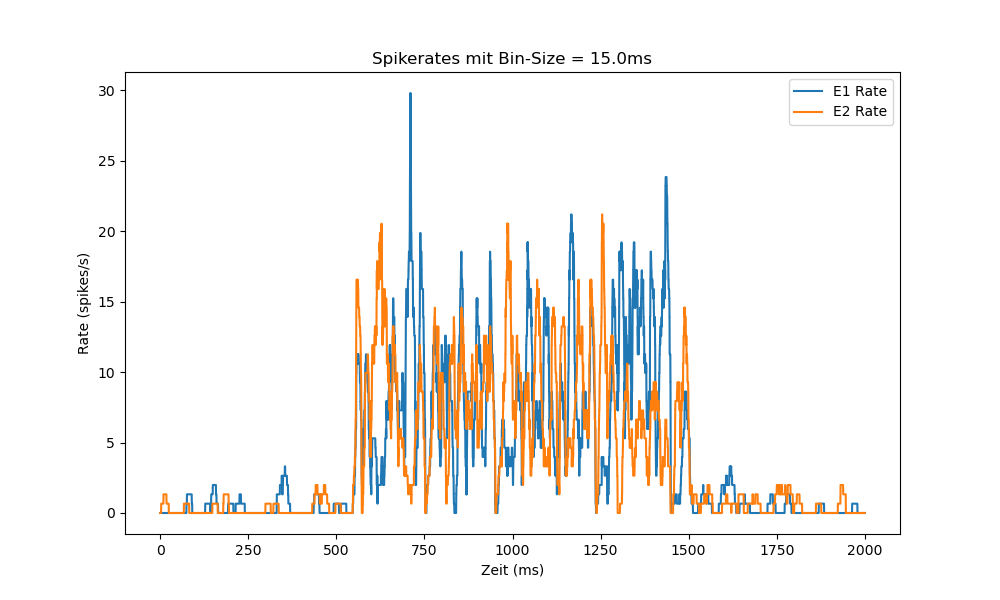 Spikerates mit Bin-Size = 15.0ms
E1 Rate
E2 Rate
Rate (spikes/s)
30
25
20
15
10
5
0
0 250 500 750 1000 1250 1500 1750 2000
Zeit (ms)